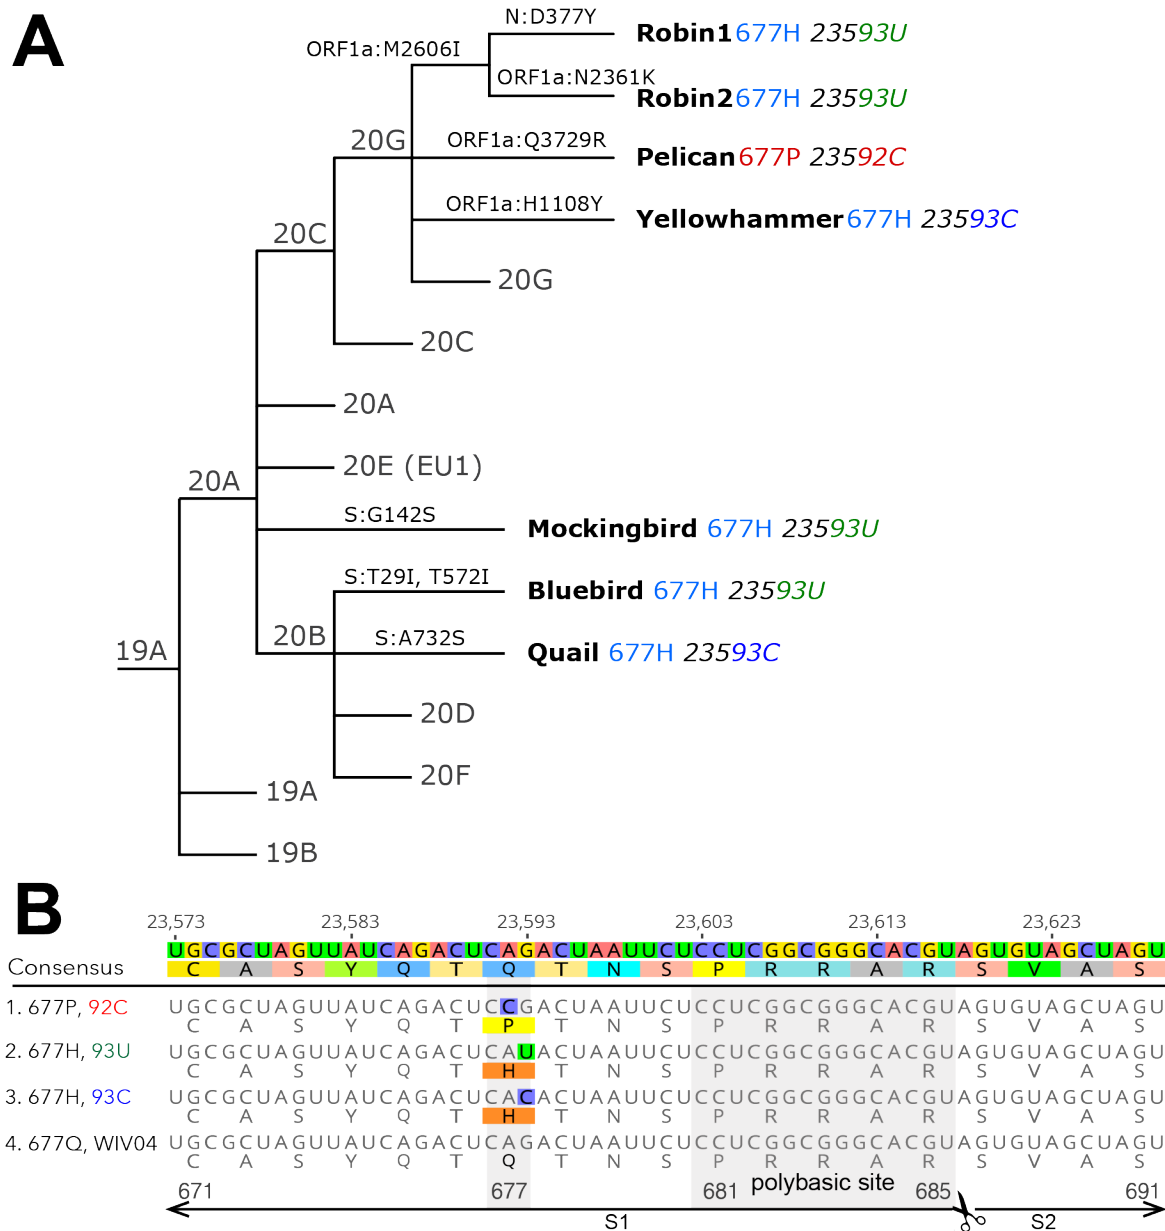 A
N:D377Y
Robin1 677H 23593U
ORF1a:M2606I
ORF1a:N2361K
Robin2 677H 23593U
20G
ORF1a:Q3729R
Pelican 677P 23592C
ORF1a:H1108Y
Yellowhammer 677H 23593C
20C
20G
20C
20A
20E (EU1)
20A
S:G142S
Mockingbird 677H 23593U
S:T29I, T572I
Bluebird 677H 23593U
20B
S:A732S
Quail 677H 23593C
19A
20D
20F
19A
19B
B
23,573 23,583 23,593 23,603 23,613 23,623
UGCGCUAGUUAUCAGACUCAGACUAAUUCUCCUCGGCGGGCACGUAGUGUAGCUAGU
Consensus C A S Y Q T Q T N S P R R A R S V A S
1. 677P, 92C UGCGCUAGUUAUCAGACUCCGACUAAUUCUCCUCGGCGGGCACGUAGUGUAGCUAGU
C A S Y Q T P T N S P R R A R S V A S
2. 677H, 93U UGCGCUAGUUAUCAGACUCAUACUAAUUCUCCUCGGCGGGCACGUAGUGUAGCUAGU
C A S Y Q T H T N S P R R A R S V A S
3. 677H, 93C UGCGCUAGUUAUCAGACUCACACUAAUUCUCCUCGGCGGGCACGUAGUGUAGCUAGU
C A S Y Q T H T N S P R R A R S V A S
4. 677Q, WIV04 UGCGCUAGUUAUCAGACUCAGACUAAUUCUCCUCGGCGGGCACGUAGUGUAGCUAGU
C A S Y Q T Q T N S P R R A R S V A S
671 677 681 polybasic site 685 691
S1 S2